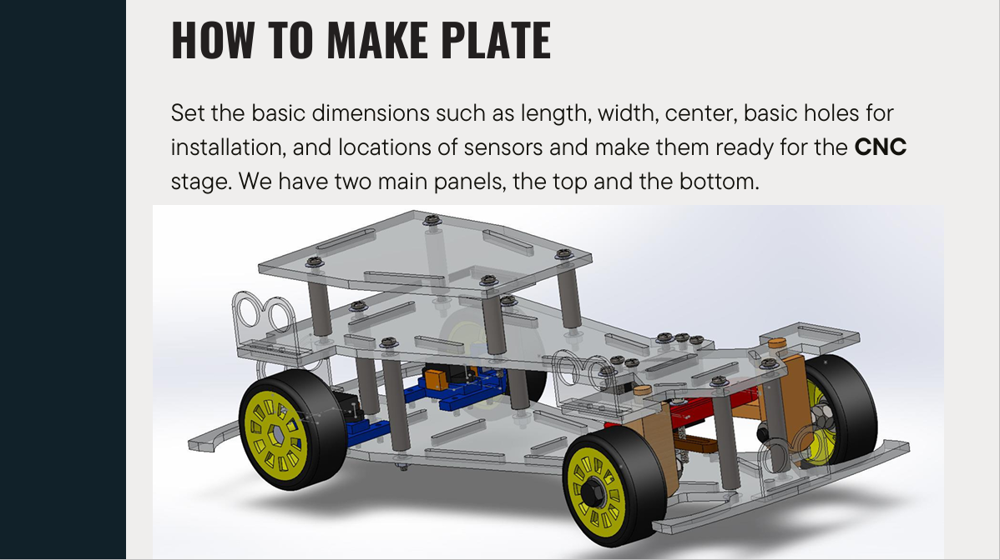 HOW TO MAKE PLATE
Set the basic dimensions such as length, width, center, basic holes for
installation, and locations of sensors and make them ready for the CNC
stage. We have two main panels, the top and the bottom.